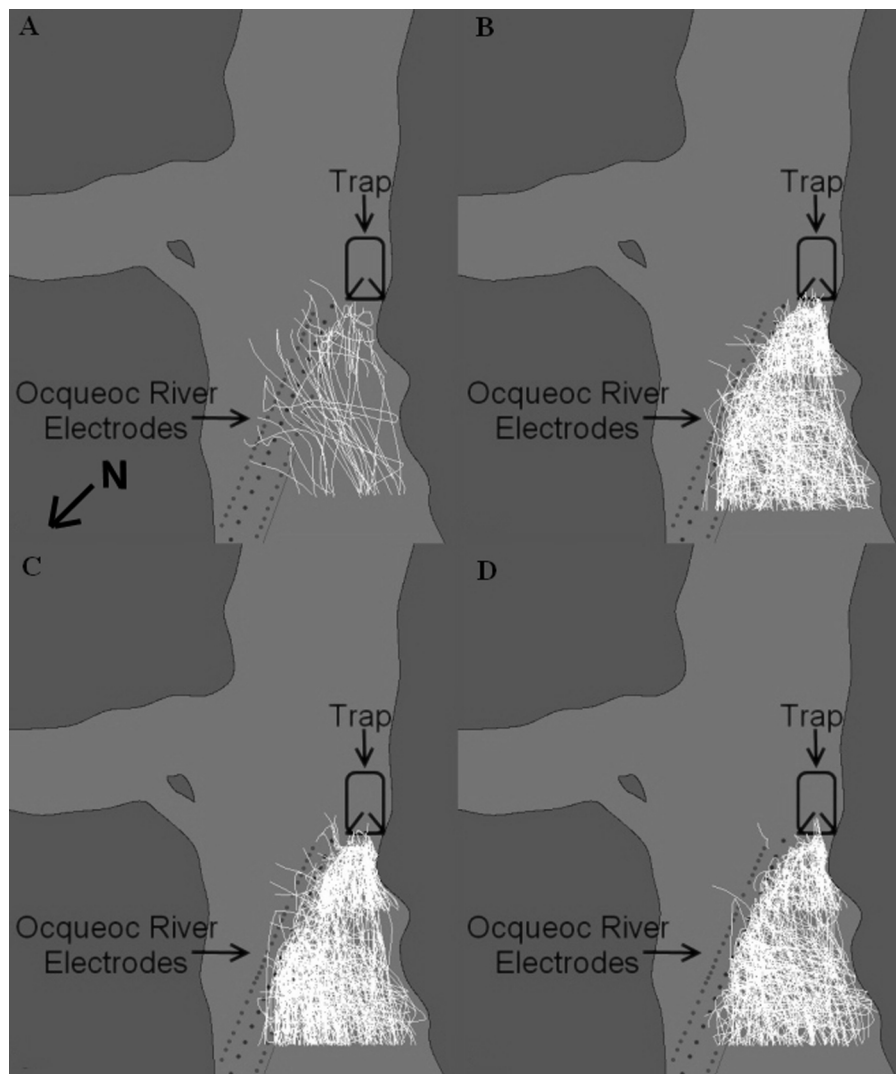 A
Trap
Ocqueoc River
Electrodes
N
B
Trap
Ocqueoc River
Electrodes
C
Trap
Ocqueoc River
Electrodes
D
Trap
Ocqueoc River
Electrodes